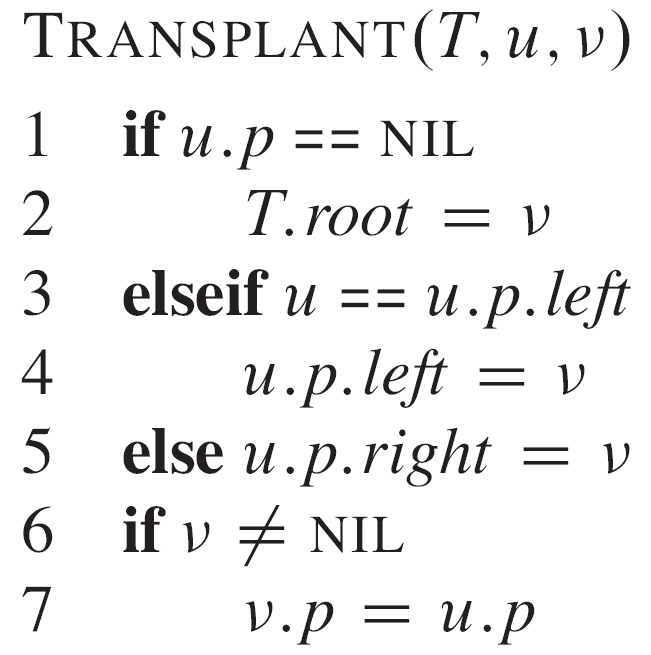 TRANSPLANT(T, u, v)
1 if u.p == NIL
2 T.root = v
3 elseif u == u.p.left
4 u.p.left = v
5 else u.p.right = v
6 if v ≠ NIL
7 v.p = u.p